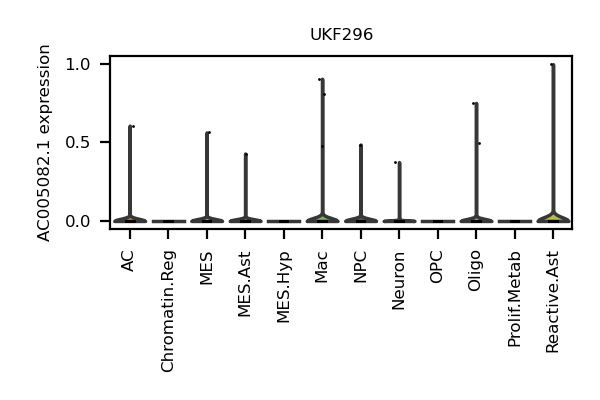 UKF296
AC005082.1 expression
1.0
0.5
0.0
AC
Chromatin.Reg
MES
MES.Ast
MES.Hyp
Mac
NPC
Neuron
OPC
Oligo
Prolif.Metab
Reactive.Ast